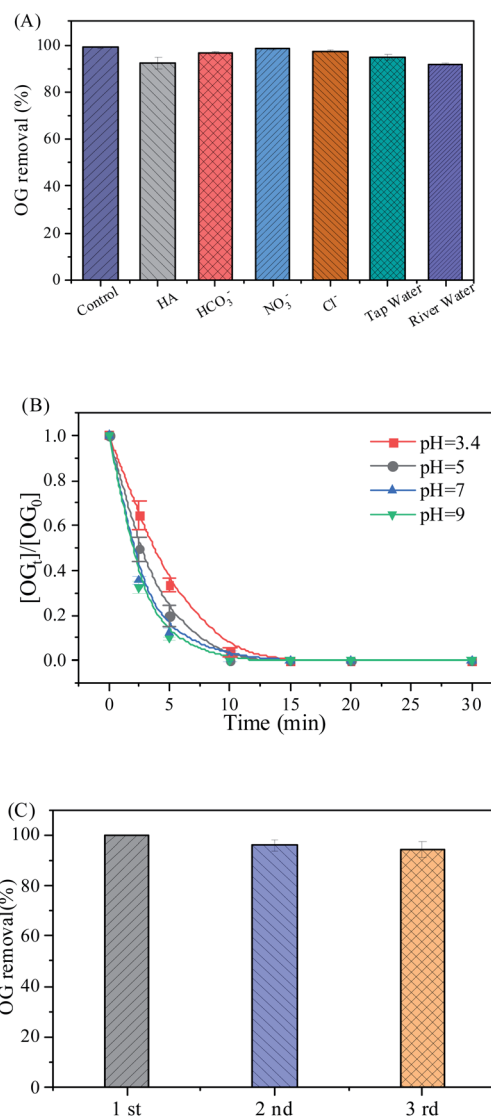 (A)
OG removal (%)
100
80
60
40
20
0
Control
HA
HCO₃⁻
NO₃⁻
Cl⁻
Tap Water
River Water
(B)
[OGₜ]/[OG₀]
1.0
0.8
0.6
0.4
0.2
0.0
pH=3.4
pH=5
pH=7
pH=9
0 5 10 15 20 25 30
Time (min)
(C)
OG removal(%)
100
80
60
40
20
0
1 st 2 nd 3 rd